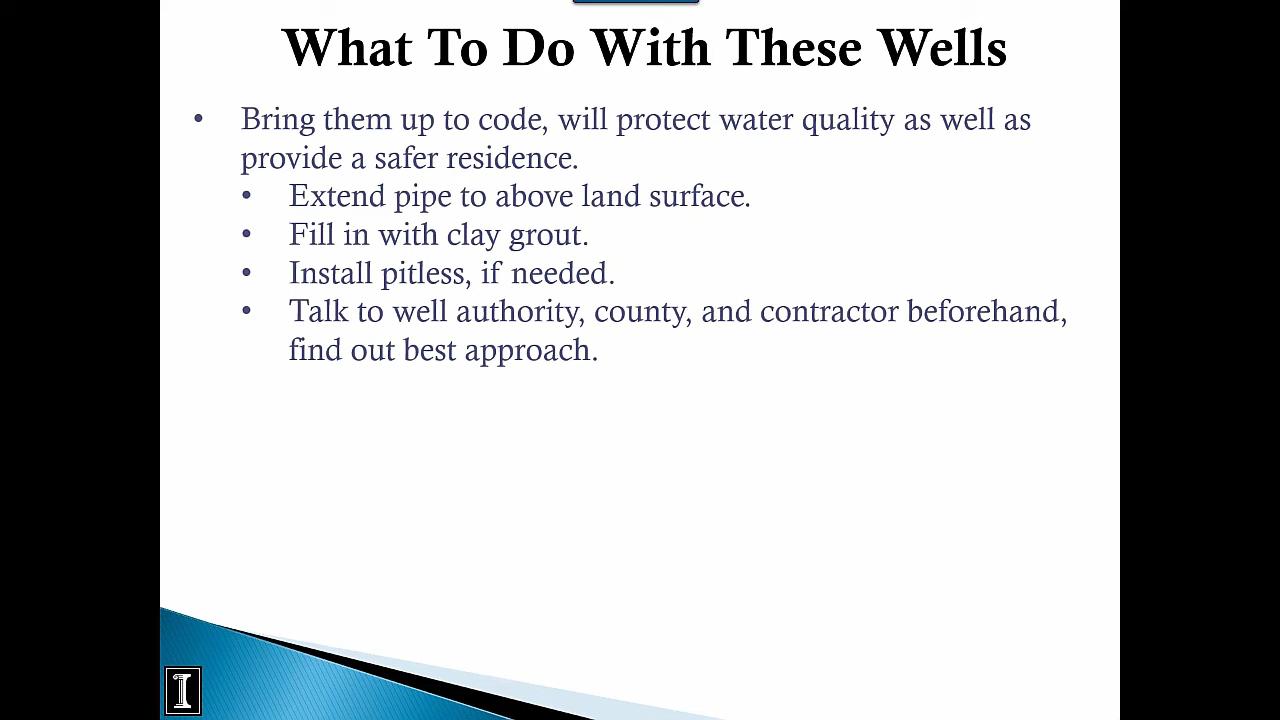 What To Do With These Wells
• Bring them up to code, will protect water quality as well as
provide a safer residence.
• Extend pipe to above land surface.
• Fill in with clay grout.
• Install pitless, if needed.
• Talk to well authority, county, and contractor beforehand,
find out best approach.
I